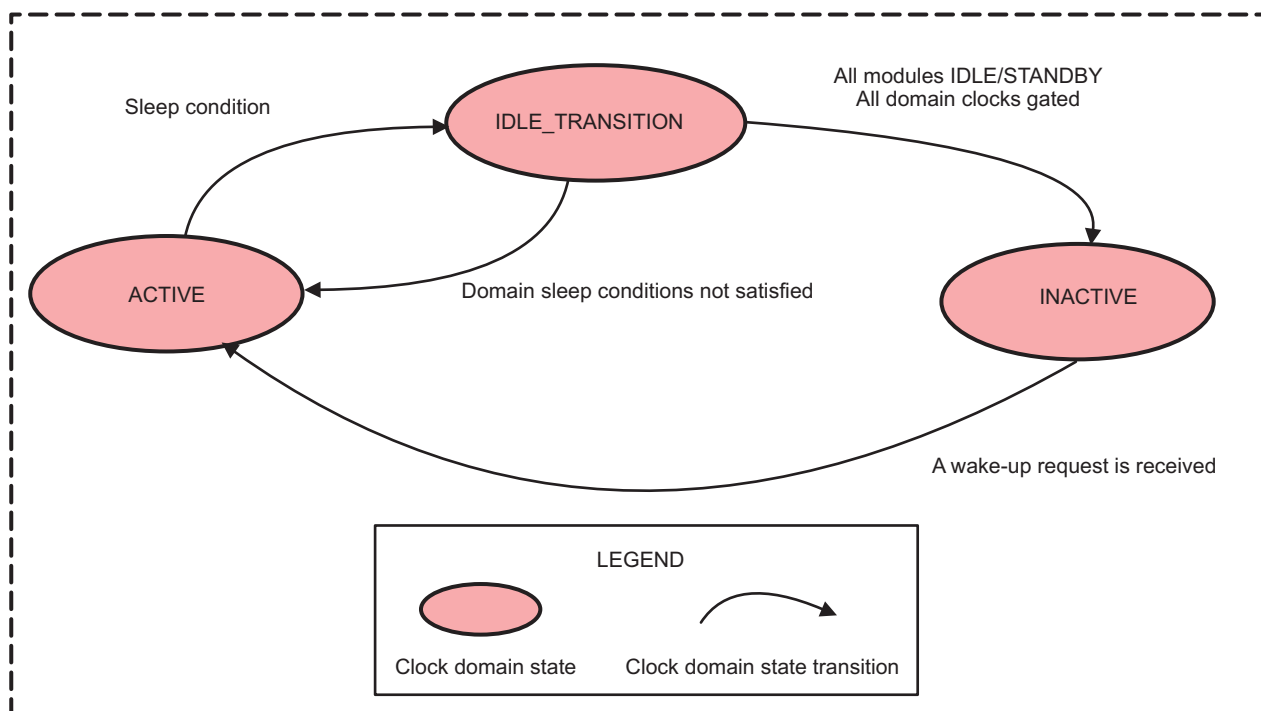 Sleep condition
IDLE_TRANSITION
All modules IDLE/STANDBY
All domain clocks gated
ACTIVE
Domain sleep conditions not satisfied
INACTIVE
A wake-up request is received
LEGEND
Clock domain state
Clock domain state transition